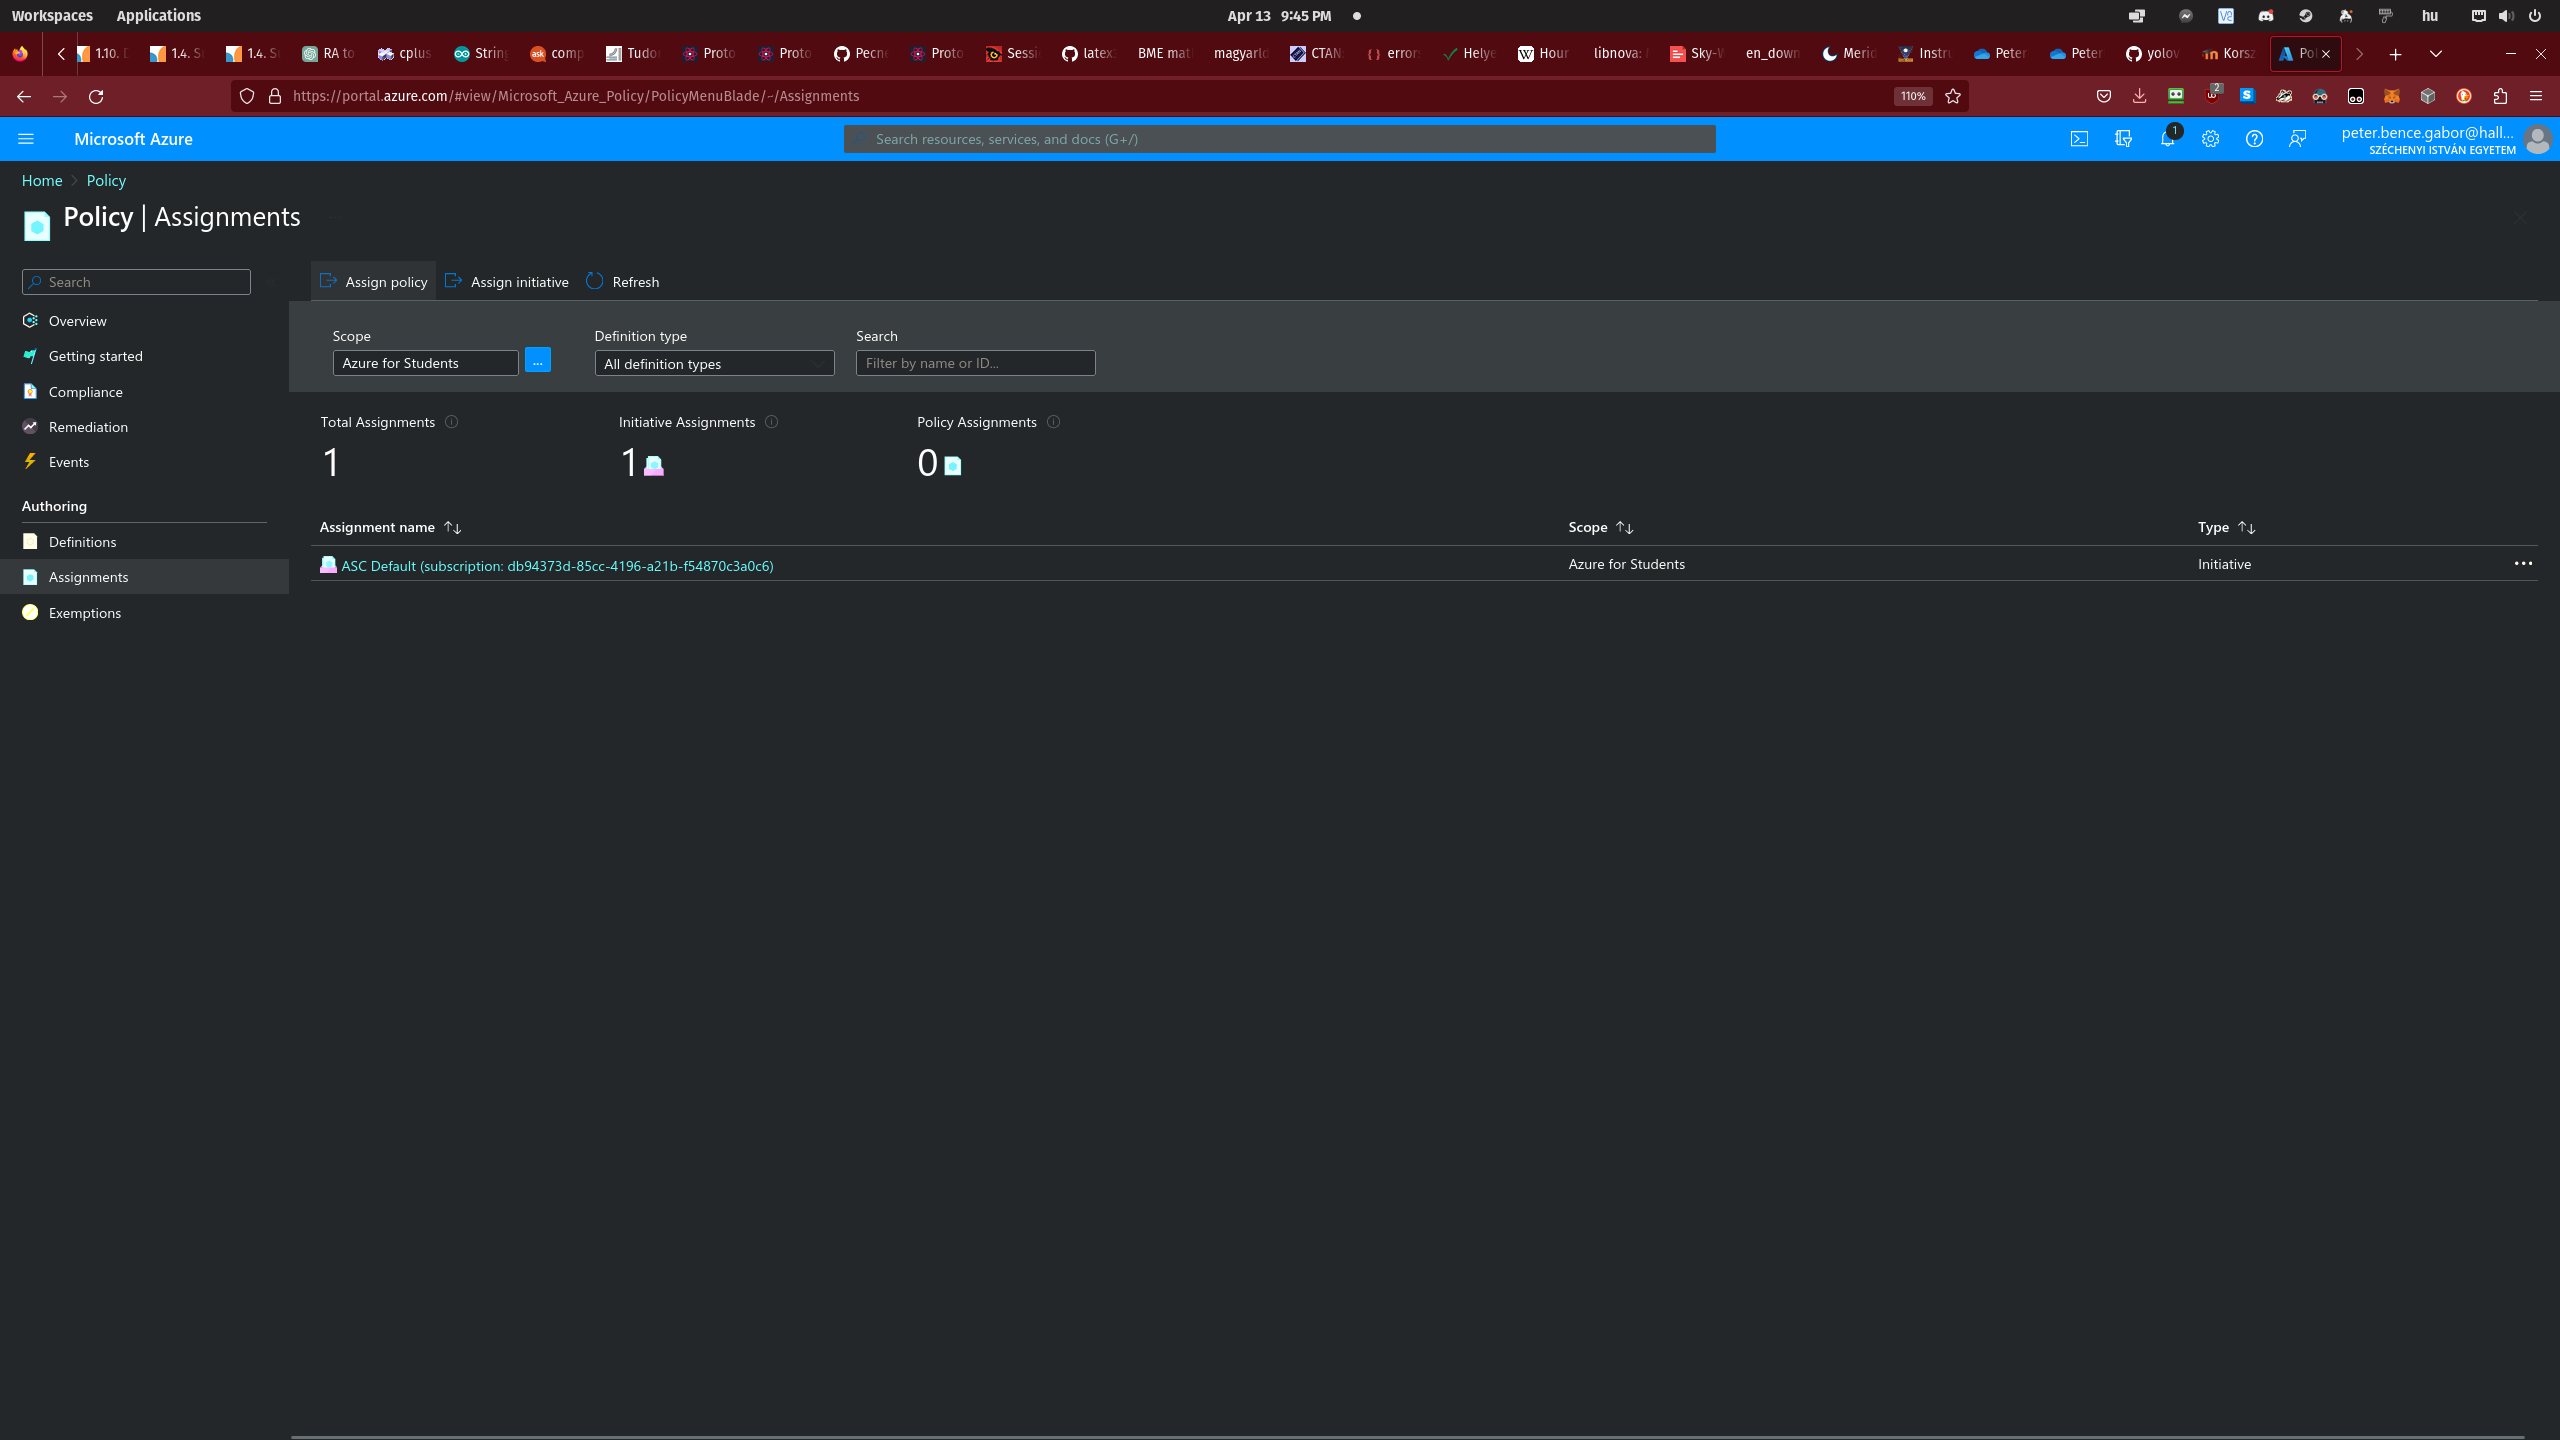 Workspaces Applications Apr 13 9:45 PM hu
1.10. 1.4. 1.4. RA to cplus String comp Tudo Proto Proto Pecne Proto Sessi latex BME mat magyarld CTAN: errors Helye Hour libnova: Sky-W en_down Merid Instru Peter Peter yolov Korsz Pol
https://portal.azure.com/#view/Microsoft_Azure_Policy/PolicyMenuBlade/~/Assignments 110% 2
Microsoft Azure Search resources, services, and docs (G+/) 1 peter.bence.gabor@hall...
SZÉCHENYI ISTVÁN EGYETEM
Home Policy
Policy | Assignments
Search Assign policy Assign initiative Refresh
Overview
Getting started
Compliance
Remediation
Events
Authoring
Definitions
Assignments
Exemptions
Scope Definition type Search
Azure for Students ... All definition types Filter by name or ID...
Total Assignments Initiative Assignments Policy Assignments
1 1 0
Assignment name Scope Type
ASC Default (subscription: db94373d-85cc-4196-a21b-f54870c3a0c6) Azure for Students Initiative